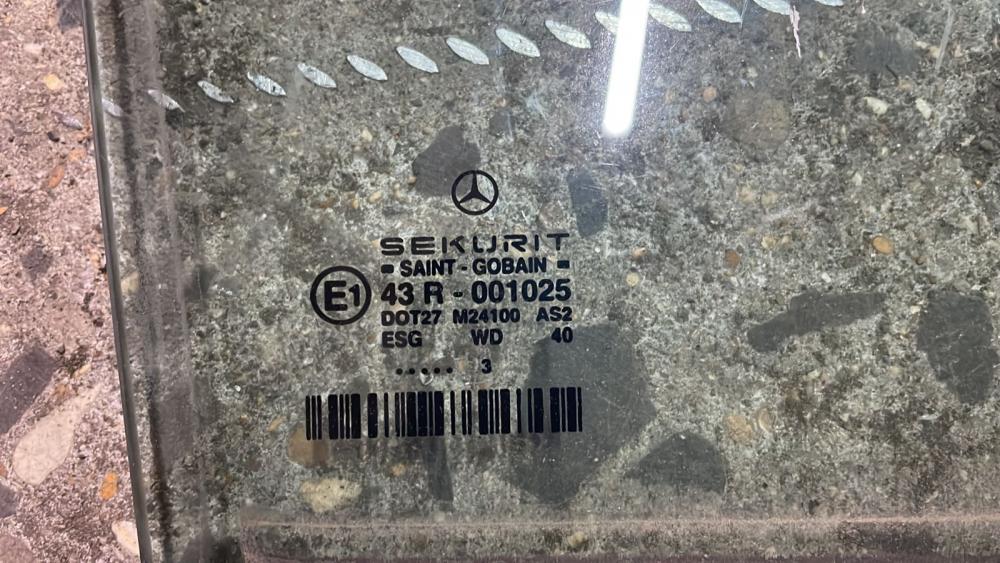 SEKURIT
SAINT-GOBAIN
E1 43 R - 001025
DOT27 M24100 AS2
ESG WD 40
..... 3